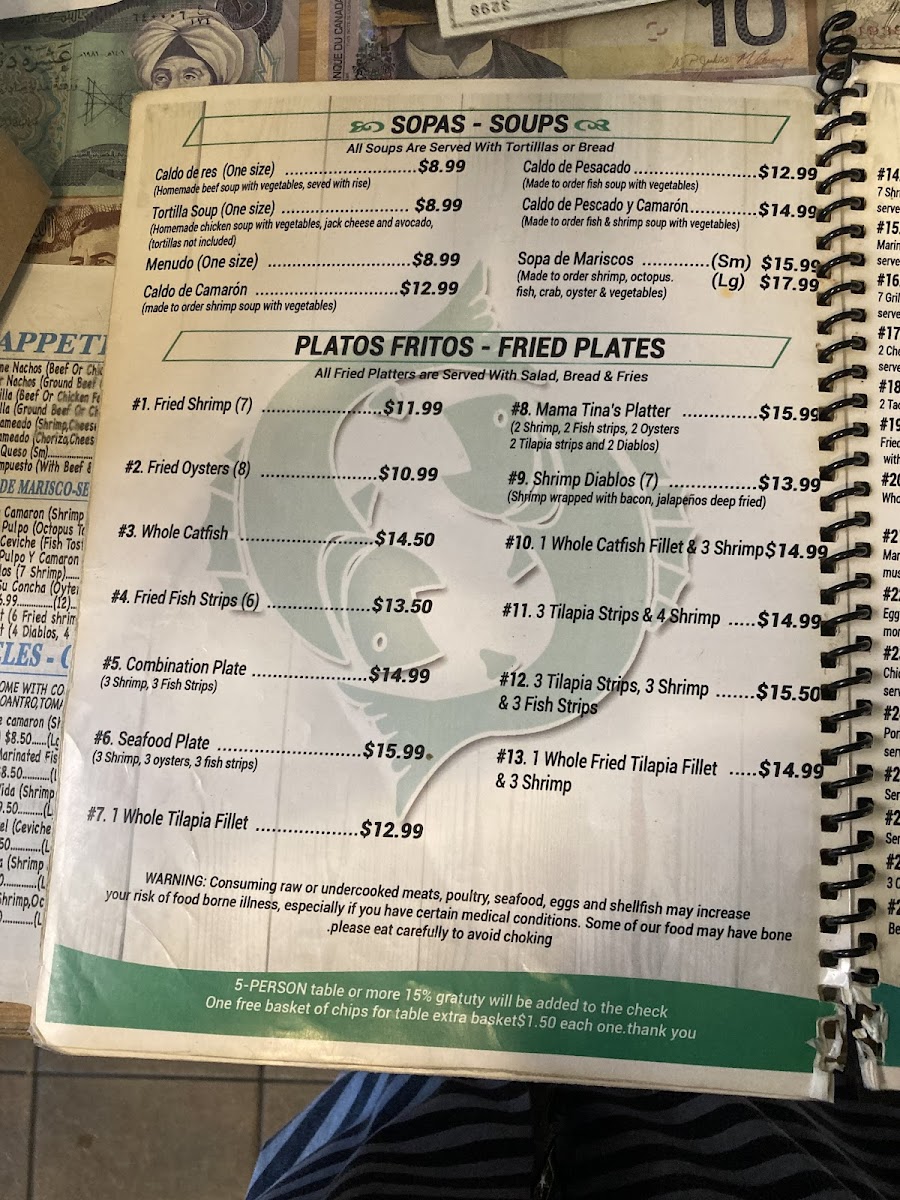 3298
10
BANQUE DU CANADA
SOPAS - SOUPS
All Soups Are Served With Tortilllas or Bread
Caldo de res (One size) $8.99
(Homemade beef soup with vegetables, seved with rise)
Tortilla Soup (One size) $8.99
(Homemade chicken soup with vegetables, jack cheese and avocado,
(tortillas not included)
Menudo (One size) $8.99
Caldo de Camarón $12.99
(made to order shrimp soup with vegetables)
Caldo de Pesacado $12.99
(Made to order fish soup with vegetables)
Caldo de Pescado y Camarón $14.99
(Made to order fish & shrimp soup with vegetables)
Sopa de Mariscos (Sm) $15.99
(Made to order shrimp, octopus. (Lg) $17.99
fish, crab, oyster & vegetables)
PLATOS FRITOS - FRIED PLATES
All Fried Platters are Served With Salad, Bread & Fries
#1. Fried Shrimp (7) $11.99
#2. Fried Oysters (8) $10.99
#3. Whole Catfish $14.50
#4. Fried Fish Strips (6) $13.50
#5. Combination Plate $14.99
(3 Shrimp, 3 Fish Strips)
#6. Seafood Plate $15.99
(3 Shrimp, 3 oysters, 3 fish strips)
#7. 1 Whole Tilapia Fillet $12.99
#8. Mama Tina's Platter $15.99
(2 Shrimp, 2 Fish strips, 2 Oysters
2 Tilapia strips and 2 Diablos)
#9. Shrimp Diablos (7) $13.99
(Shrimp wrapped with bacon, jalapeños deep fried)
#10. 1 Whole Catfish Fillet & 3 Shrimp $14.99
#11. 3 Tilapia Strips & 4 Shrimp $14.99
#12. 3 Tilapia Strips, 3 Shrimp $15.50
& 3 Fish Strips
#13. 1 Whole Fried Tilapia Fillet $14.99
& 3 Shrimp
WARNING: Consuming raw or undercooked meats, poultry, seafood, eggs and shellfish may increase
your risk of food borne illness, especially if you have certain medical conditions. Some of our food may have bone
.please eat carefully to avoid choking
5-PERSON table or more 15% gratuty will be added to the check
One free basket of chips for table extra basket$1.50 each one.thank you